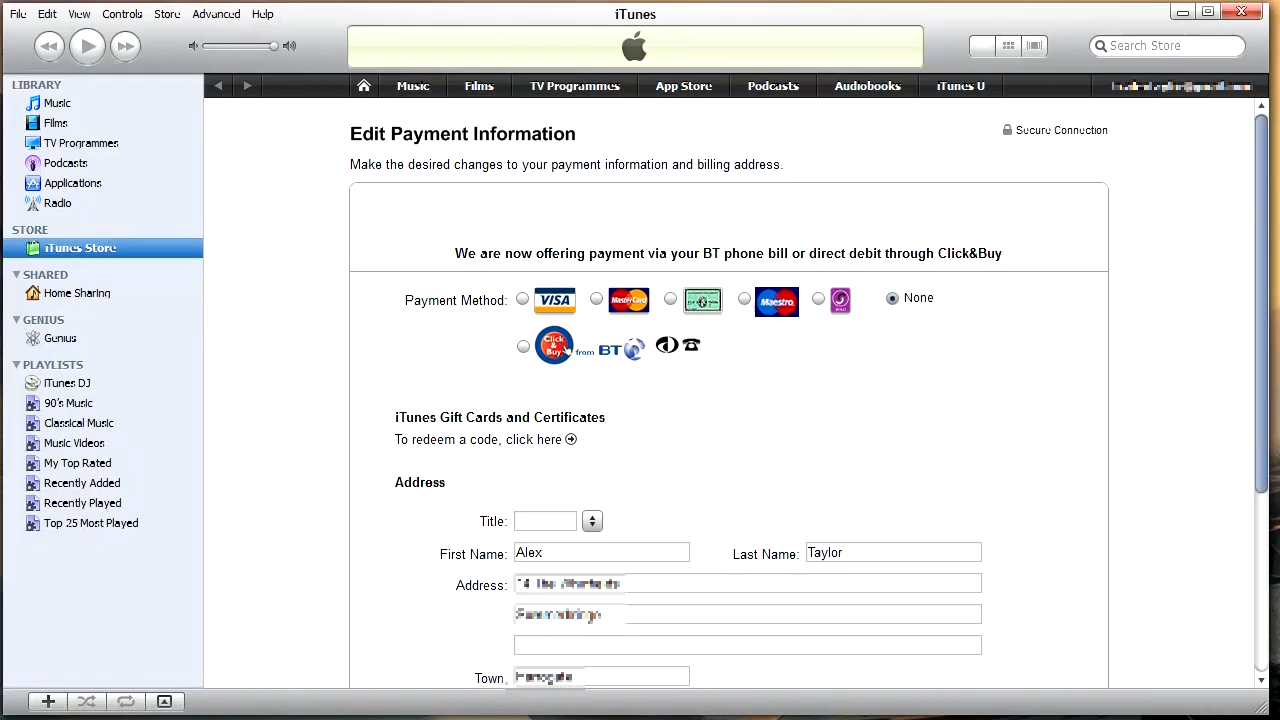 File Edit View Controls Store Advanced Help
iTunes
Search Store
LIBRARY
Music
Films
TV Programmes
Podcasts
Applications
Radio
STORE
iTunes Store
SHARED
Home Sharing
GENIUS
Genius
PLAYLISTS
iTunes DJ
90's Music
Classical Music
Music Videos
My Top Rated
Recently Added
Recently Played
Top 25 Most Played
Music Films TV Programmes App Store Podcasts Audiobooks iTunes U
Edit Payment Information
Secure Connection
Make the desired changes to your payment information and billing address.
We are now offering payment via your BT phone bill or direct debit through Click&Buy
Payment Method: VISA MasterCard Maestro None
Click & Buy from BT
iTunes Gift Cards and Certificates
To redeem a code, click here
Address
Title:
First Name: Alex Last Name: Taylor
Address:
Town